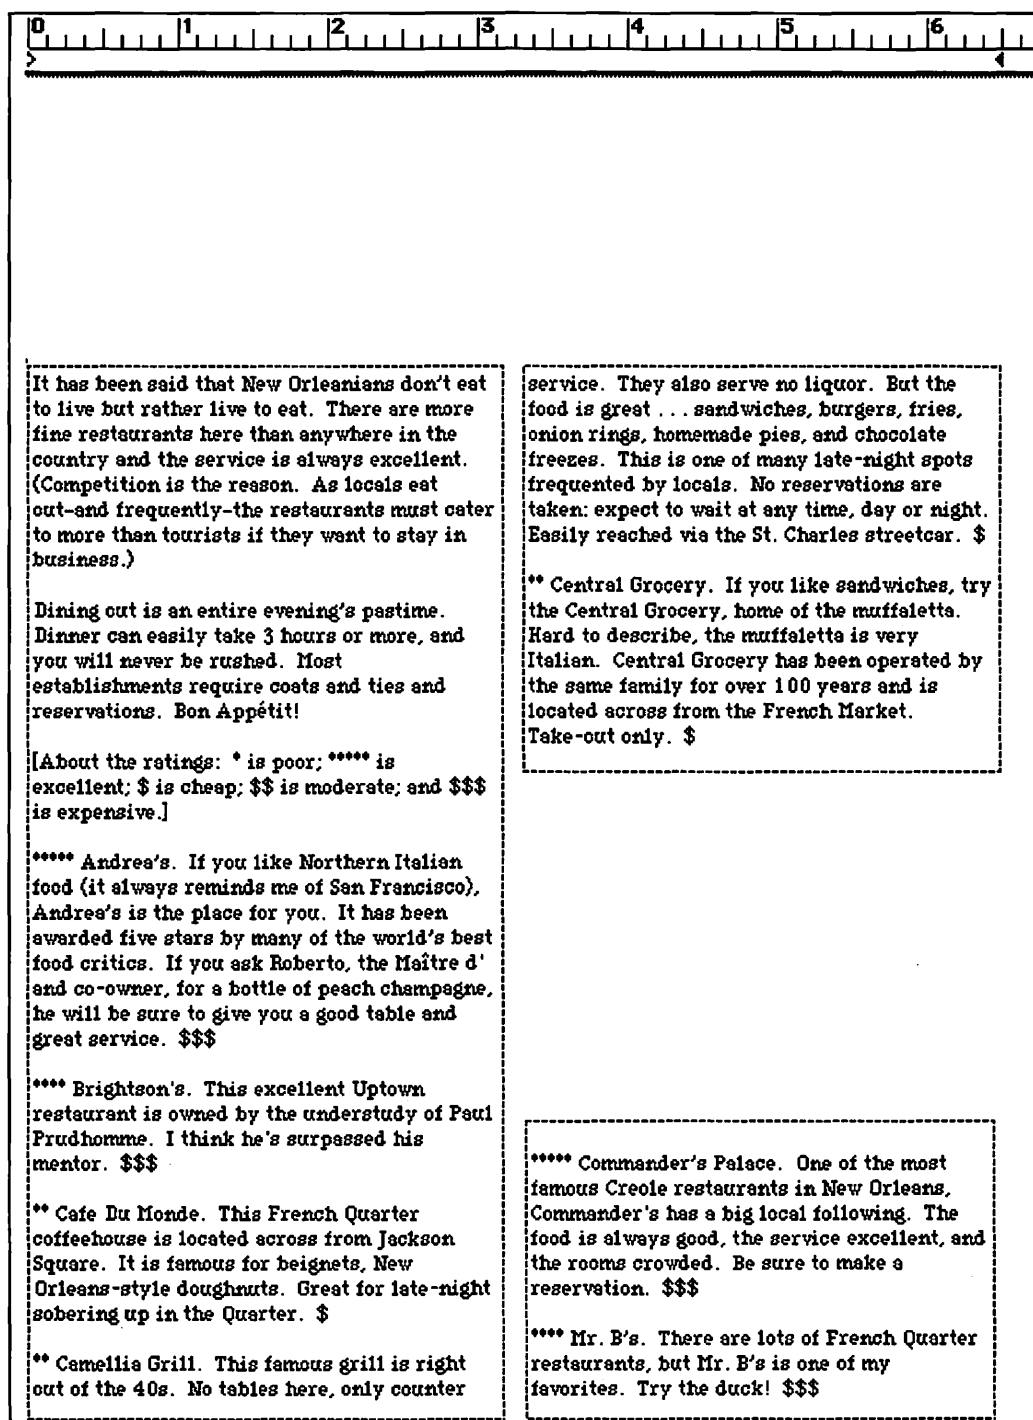 0 1 2 3 4 5 6
It has been said that New Orleanians don't eat
to live but rather live to eat. There are more
fine restaurants here than anywhere in the
country and the service is always excellent.
(Competition is the reason. As locals eat
out-and frequently-the restaurants must cater
to more than tourists if they want to stay in
business.)
Dining out is an entire evening's pastime.
Dinner can easily take 3 hours or more, and
you will never be rushed. Most
establishments require coats and ties and
reservations. Bon Appétit!
[About the ratings: * is poor; ***** is
excellent; $ is cheap; $$ is moderate; and $$$
is expensive.]
***** Andrea's. If you like Northern Italian
food (it always reminds me of San Francisco),
Andrea's is the place for you. It has been
awarded five stars by many of the world's best
food critics. If you ask Roberto, the Maître d'
and co-owner, for a bottle of peach champagne,
he will be sure to give you a good table and
great service. $$$
**** Brightson's. This excellent Uptown
restaurant is owned by the understudy of Paul
Prudhomme. I think he's surpassed his
mentor. $$$
** Cafe Du Monde. This French Quarter
coffeehouse is located across from Jackson
Square. It is famous for beignets, New
Orleans-style doughnuts. Great for late-night
sobering up in the Quarter. $
** Camellia Grill. This famous grill is right
out of the 40s. No tables here, only counter
service. They also serve no liquor. But the
food is great ... sandwiches, burgers, fries,
onion rings, homemade pies, and chocolate
freezes. This is one of many late-night spots
frequented by locals. No reservations are
taken: expect to wait at any time, day or night.
Easily reached via the St. Charles streetcar. $
** Central Grocery. If you like sandwiches, try
the Central Grocery, home of the muffaletta.
Hard to describe, the muffaletta is very
Italian. Central Grocery has been operated by
the same family for over 100 years and is
located across from the French Market.
Take-out only. $
***** Commander's Palace. One of the most
famous Creole restaurants in New Orleans,
Commander's has a big local following. The
food is always good, the service excellent, and
the rooms crowded. Be sure to make a
reservation. $$$
**** Mr. B's. There are lots of French Quarter
restaurants, but Mr. B's is one of my
favorites. Try the duck! $$$